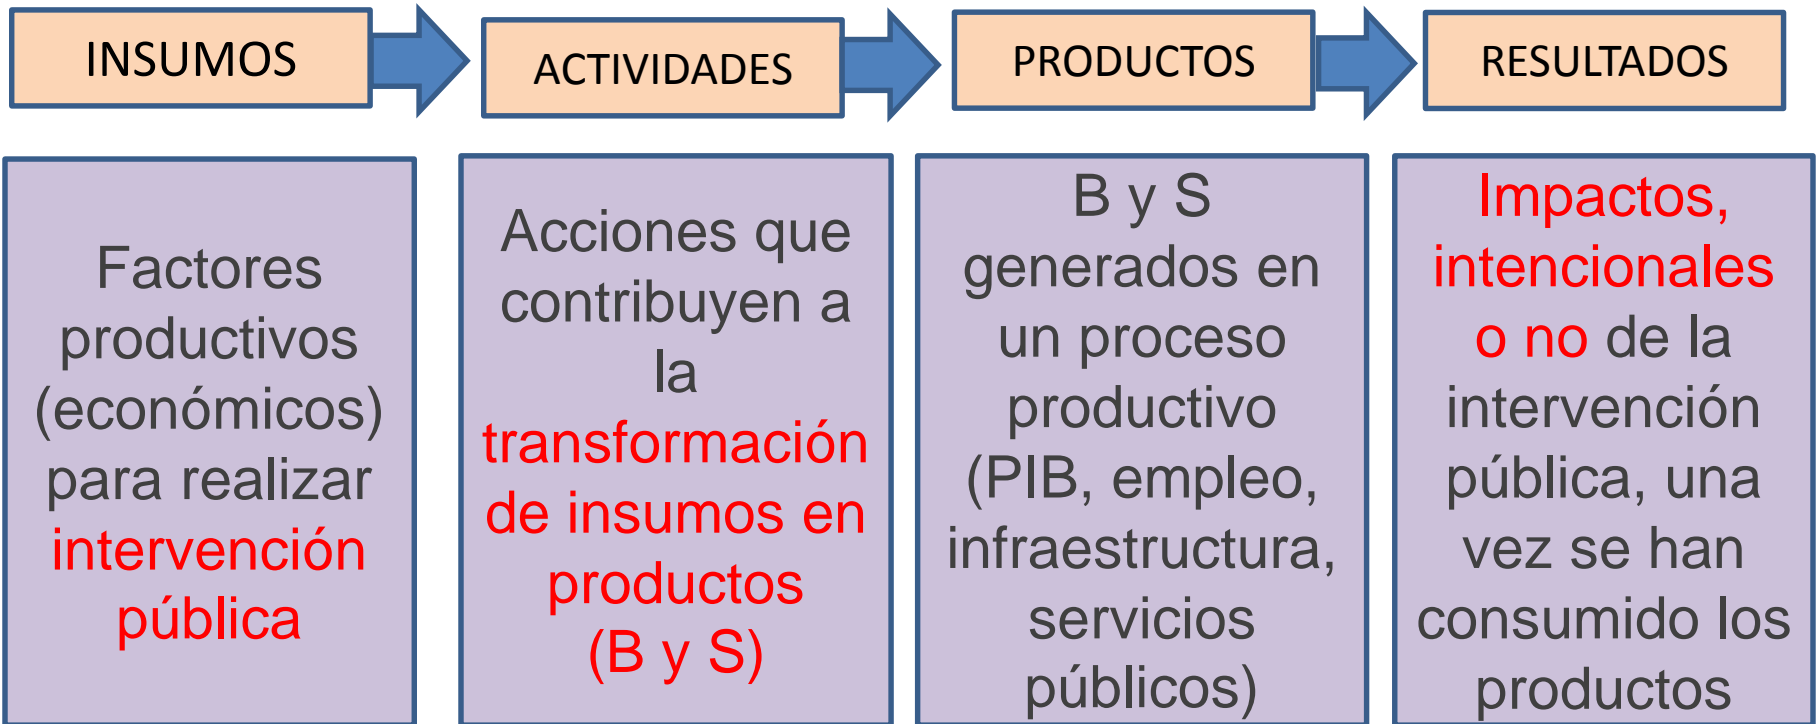 INSUMOS
ACTIVIDADES
PRODUCTOS
RESULTADOS
Factores
productivos
(económicos)
para realizar
intervención
pública
Acciones que
contribuyen a
la
transformación
de insumos en
productos
(B y S)
B y S
generados en
un proceso
productivo
(PIB, empleo,
infraestructura,
servicios
públicos)
Impactos,
intencionales
o no de la
intervención
pública, una
vez se han
consumido los
productos